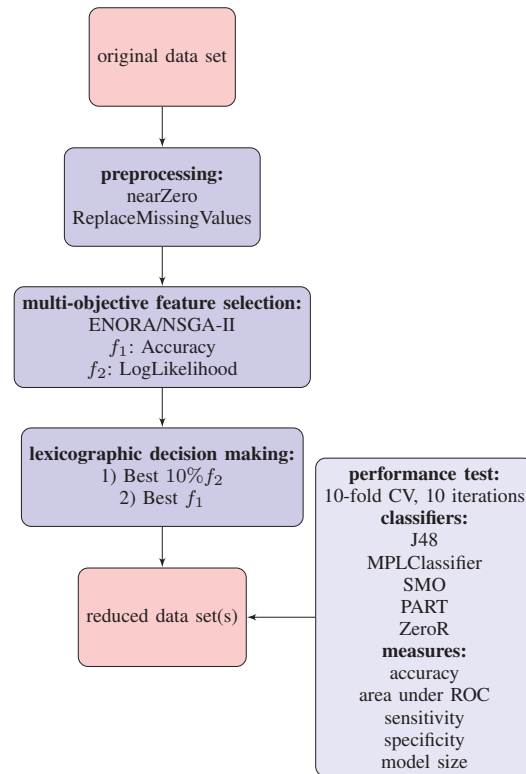 original data set
preprocessing:
nearZero
ReplaceMissingValues
multi-objective feature selection:
ENORA/NSGA-II
f₁: Accuracy
f₂: LogLikelihood
lexicographic decision making:
1) Best 10%f₂
2) Best f₁
reduced data set(s)
performance test:
10-fold CV, 10 iterations
classifiers:
J48
MPLClassifier
SMO
PART
ZeroR
measures:
accuracy
area under ROC
sensitivity
specificity
model size